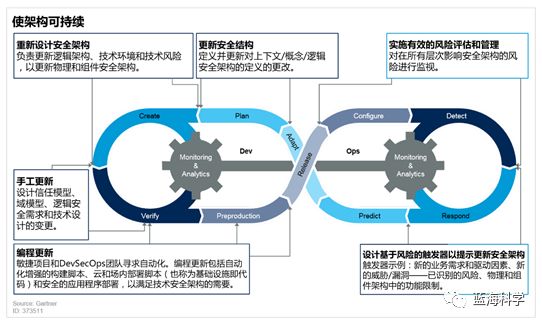 使架构可持续
重新设计安全架构
负责更新逻辑架构、技术环境和技术风险
，以更新物理和组件安全架构。
更新安全结构
定义并更新对上下文/概念/逻辑
安全架构的定义的更改。
实施有效的风险评估和管理
对在所有层次影响安全架构的风
险进行监视。
Create
Plan
Configure
Detect
Adapt
Release
Monitoring
&
Analytics
Dev
Ops
Monitoring
&
Analytics
手工更新
设计信任模型、
域模型、逻辑安
全需求和技术设
计的变更。
Verify
Preproduction
Predict
Respond
编程更新
敏捷项目和DevSecOps团队寻求自动化。编程更新包括自动
化增强的构建脚本、云和场内部署脚本（也称为基础设施即代
码）和安全的应用程序部署，以满足技术安全架构的需要。
设计基于风险的触发器以提示更新安全架构
触发器示例：新的业务需求和驱动因素、新
的威胁/漏洞——已识别的风险、物理和组
件架构中的功能限制。
Source: Gartner
ID: 373511
蓝海科学